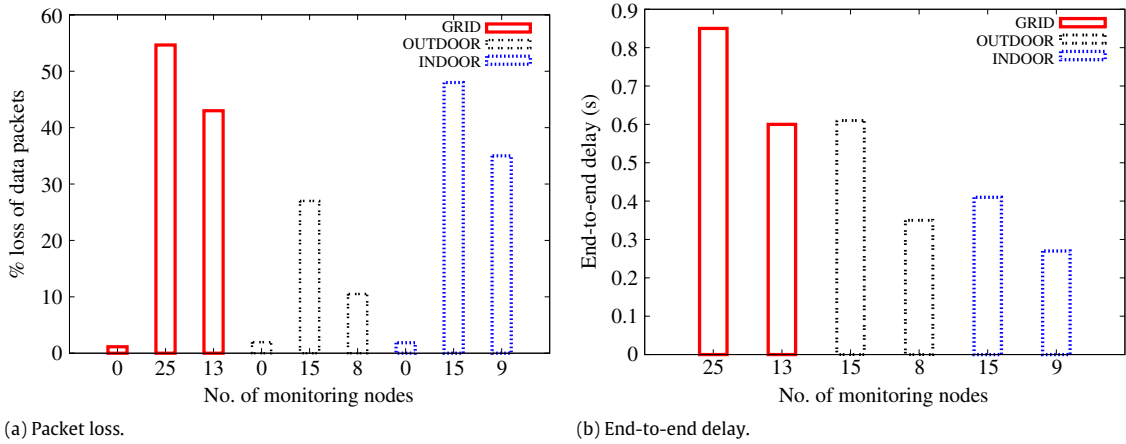 60
50
40
30
20
10
0
% loss of data packets
GRID
OUTDOOR
INDOOR
0 25 13 0 15 8 0 15 9
No. of monitoring nodes
(a) Packet loss.
0.9
0.8
0.7
0.6
0.5
0.4
0.3
0.2
0.1
0
End-to-end delay (s)
GRID
OUTDOOR
INDOOR
25 13 15 8 15 9
No. of monitoring nodes
(b) End-to-end delay.